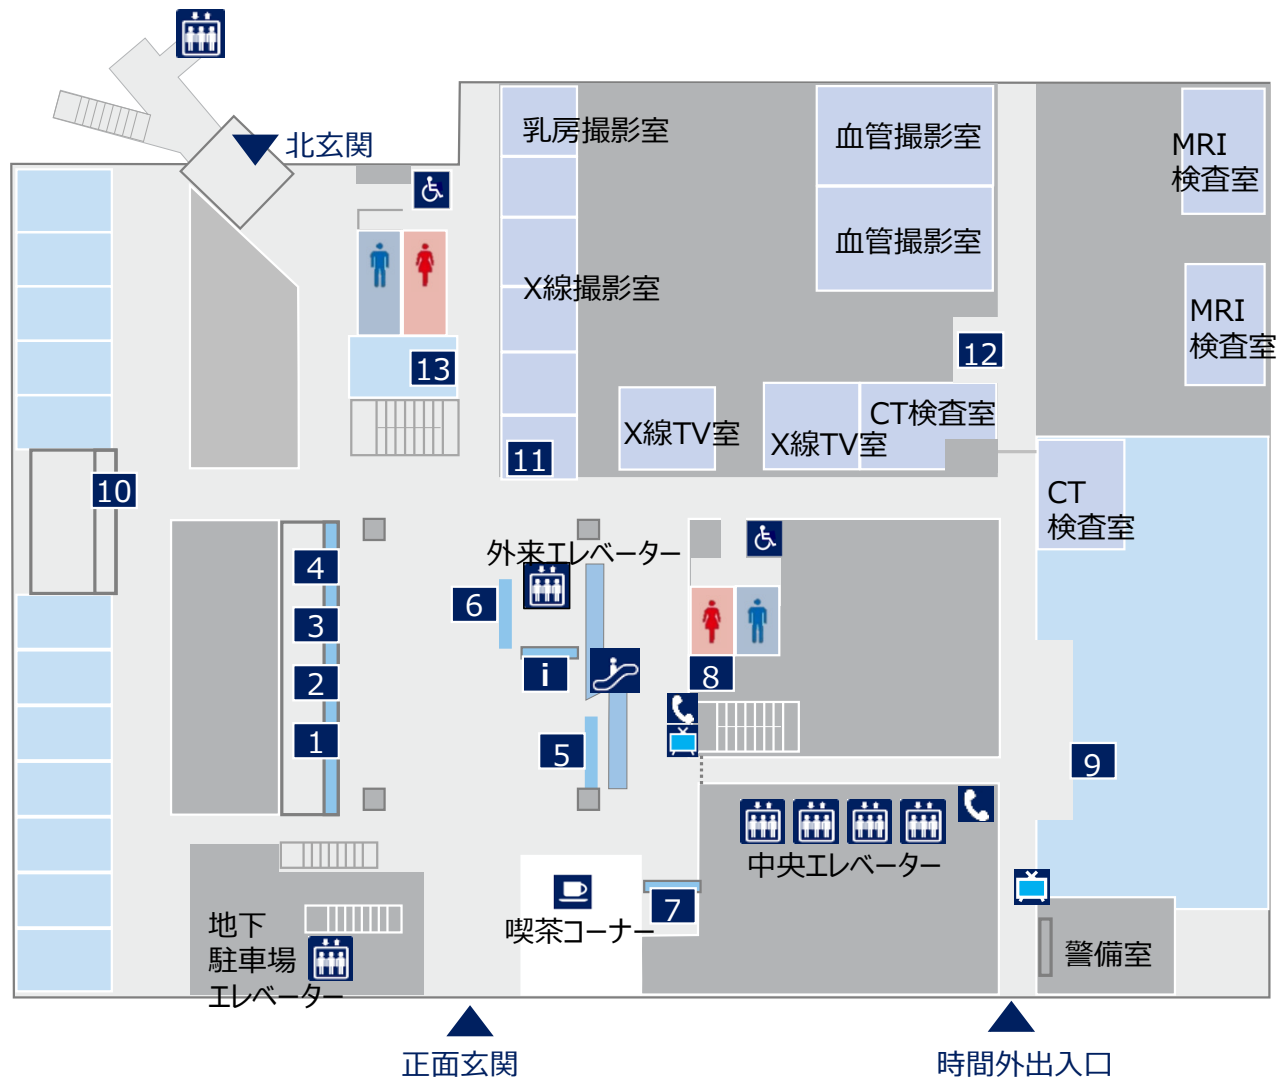 北玄関
乳房撮影室
血管撮影室
MRI
検査室
血管撮影室
X線撮影室
MRI
検査室
12
13
CT検査室
X線TV室
X線TV室
11
10
CT
検査室
外来エレベーター
4
6
3
i
8
2
1
5
9
中央エレベーター
7
喫茶コーナー
地下
駐車場
エレベーター
警備室
正面玄関
時間外出入口